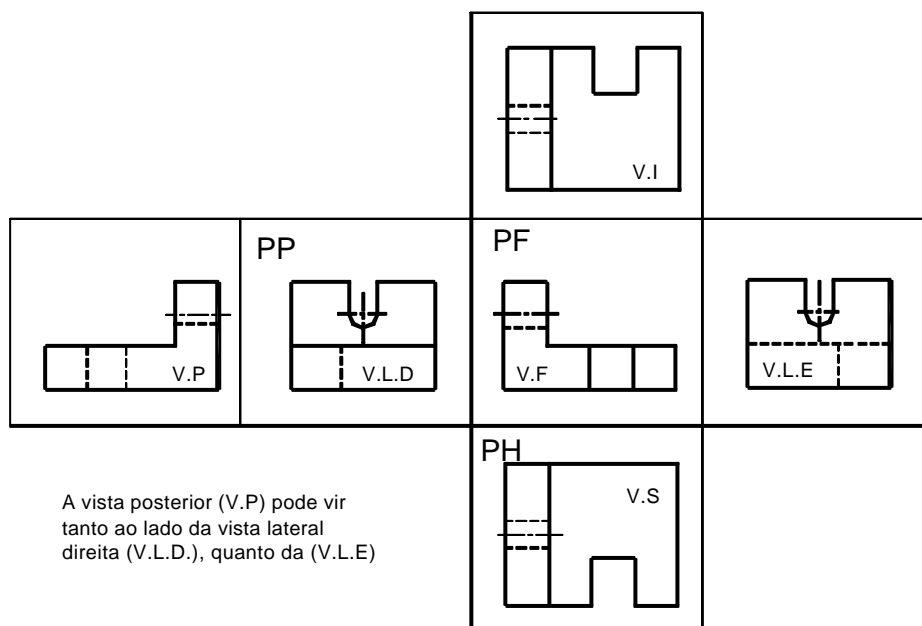 V.I
PP
PF
V.P
V.L.D
V.F
V.L.E
PH
V.S
A vista posterior (V.P) pode vir
tanto ao lado da vista lateral
direita (V.L.D.), quanto da (V.L.E)